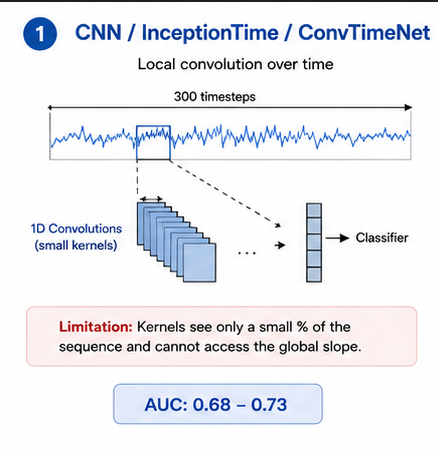 1 CNN / InceptionTime / ConvTimeNet
Local convolution over time
300 timesteps
1D Convolutions
(small kernels)
...
Classifier
Limitation: Kernels see only a small % of the
sequence and cannot access the global slope.
AUC: 0.68 – 0.73